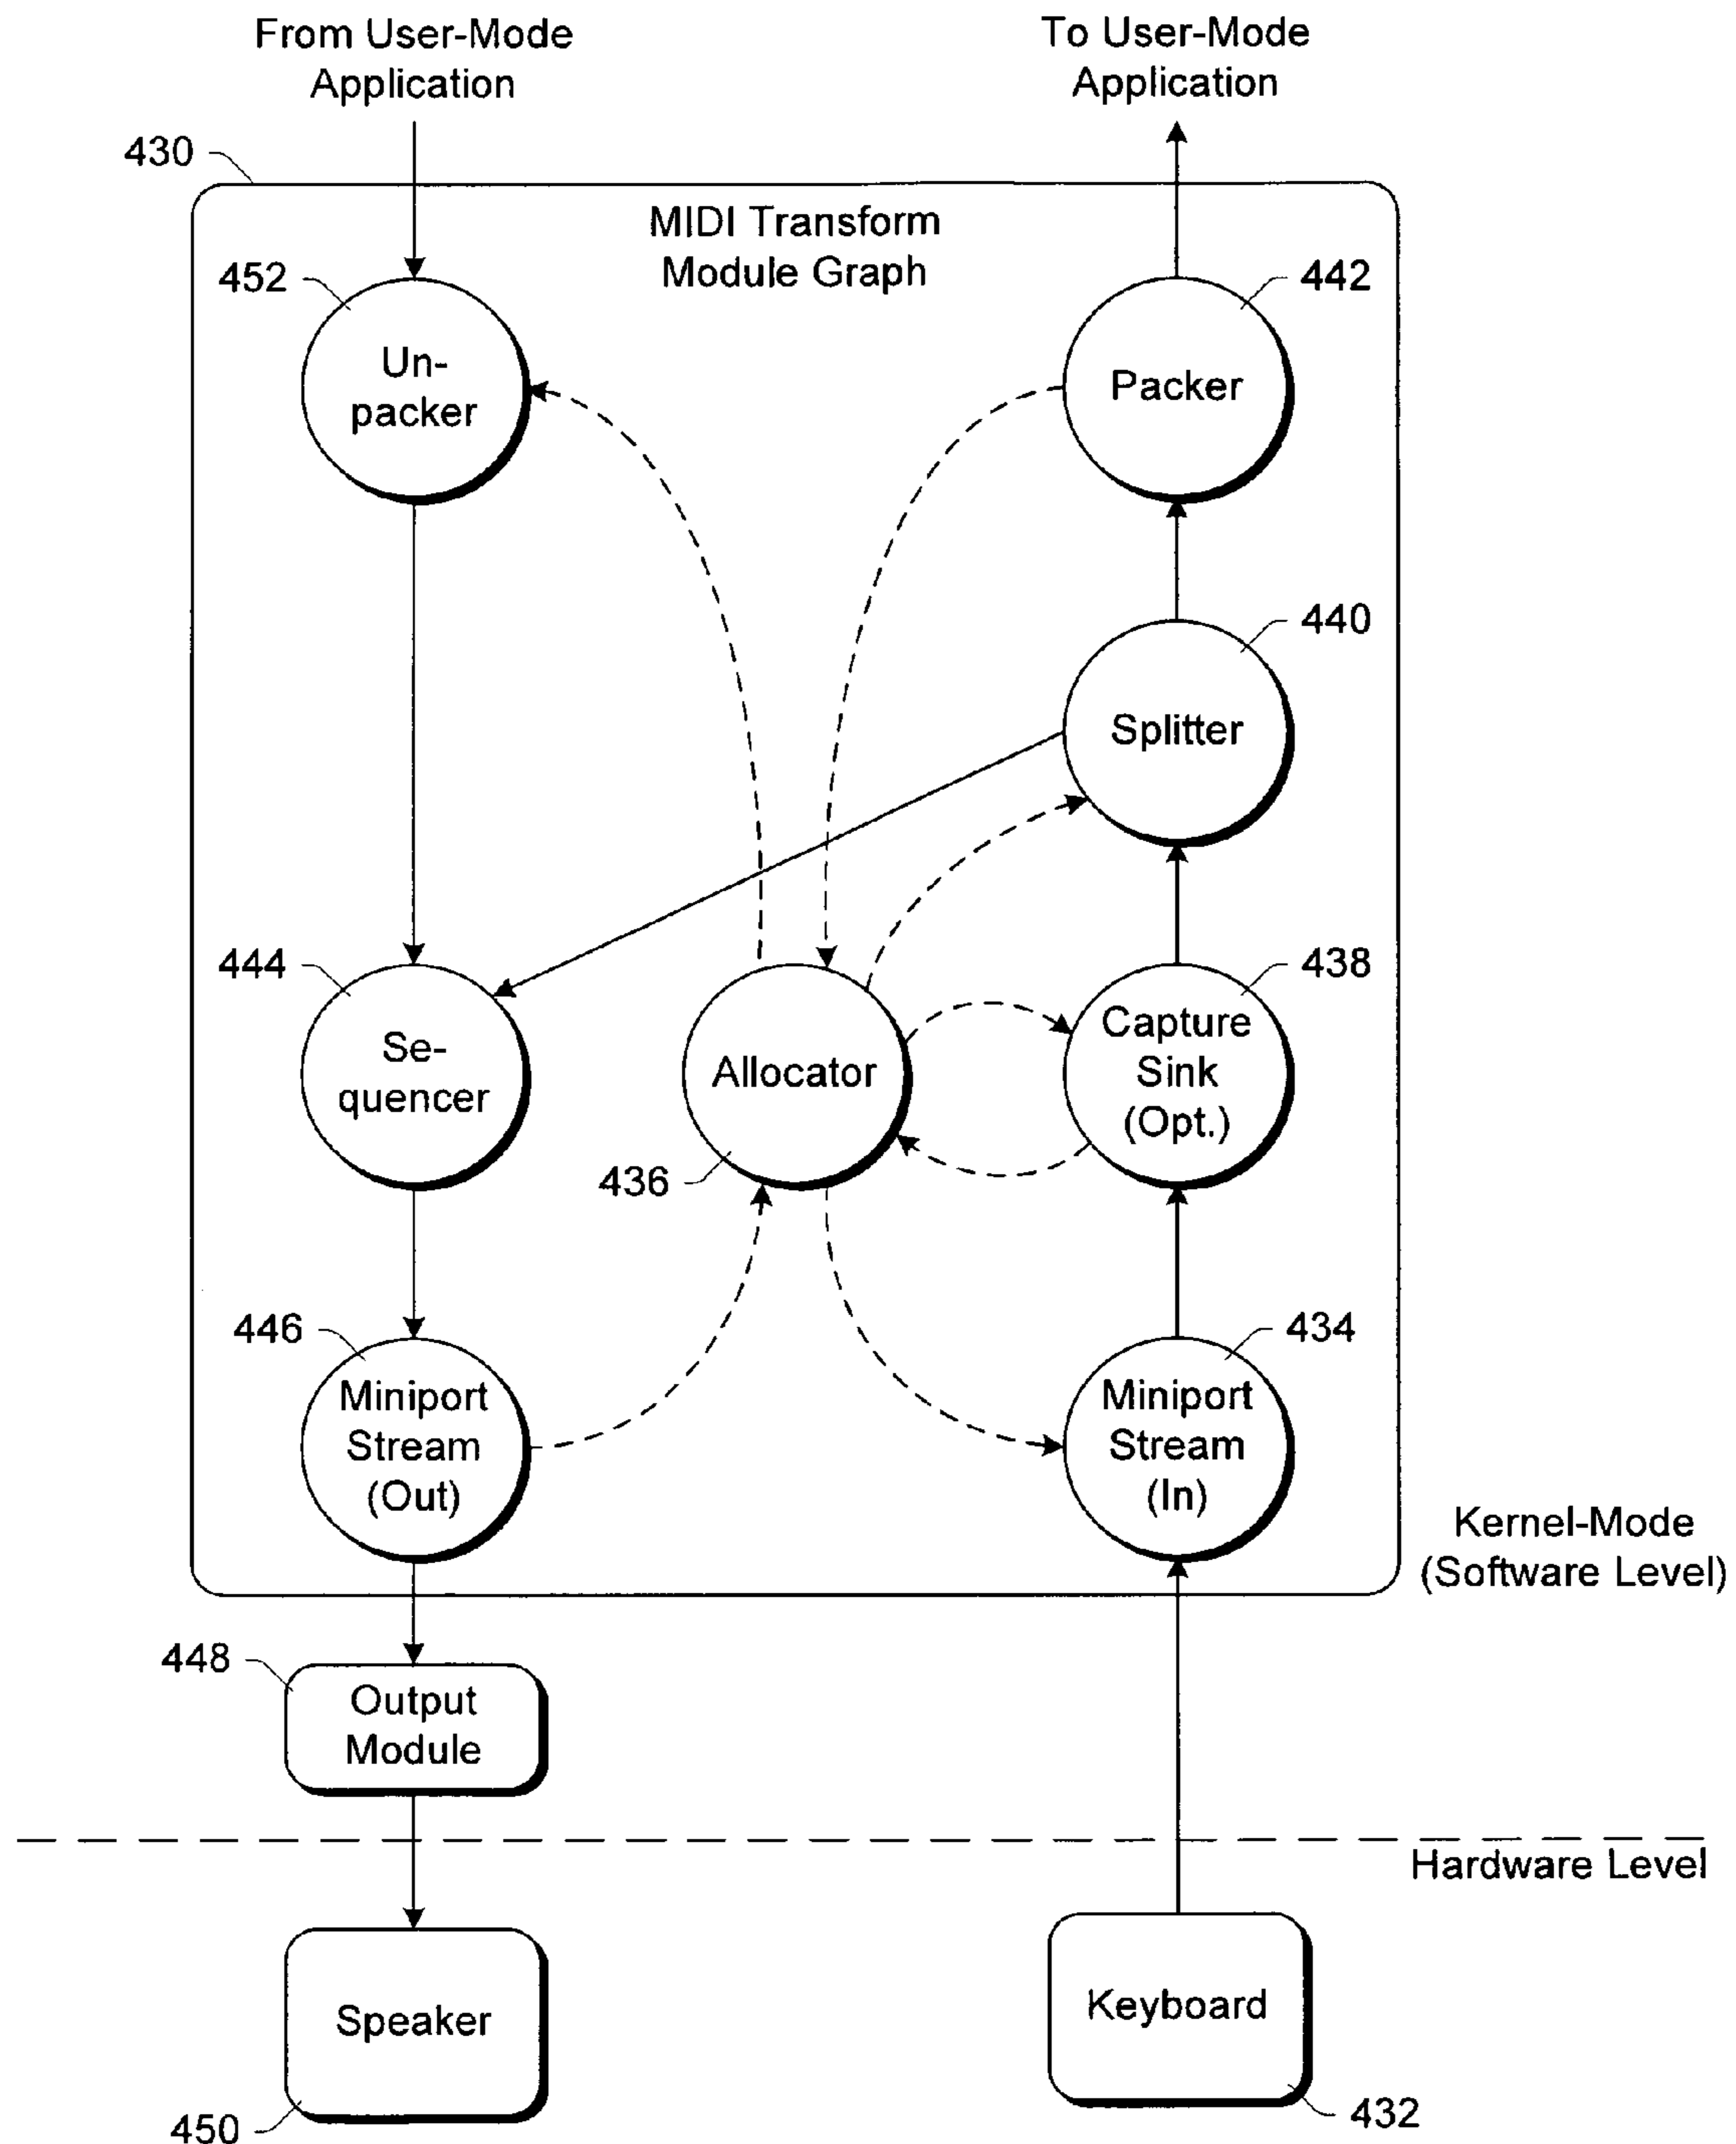 From User-Mode
Application
To User-Mode
Application
430
MIDI Transform
Module Graph
452
Un-
packer
442
Packer
440
Splitter
444
Se-
quencer
Allocator
436
438
Capture
Sink
(Opt.)
446
Miniport
Stream
(Out)
434
Miniport
Stream
(In)
Kernel-Mode
(Software Level)
448
Output
Module
Hardware Level
Speaker
450
Keyboard
432